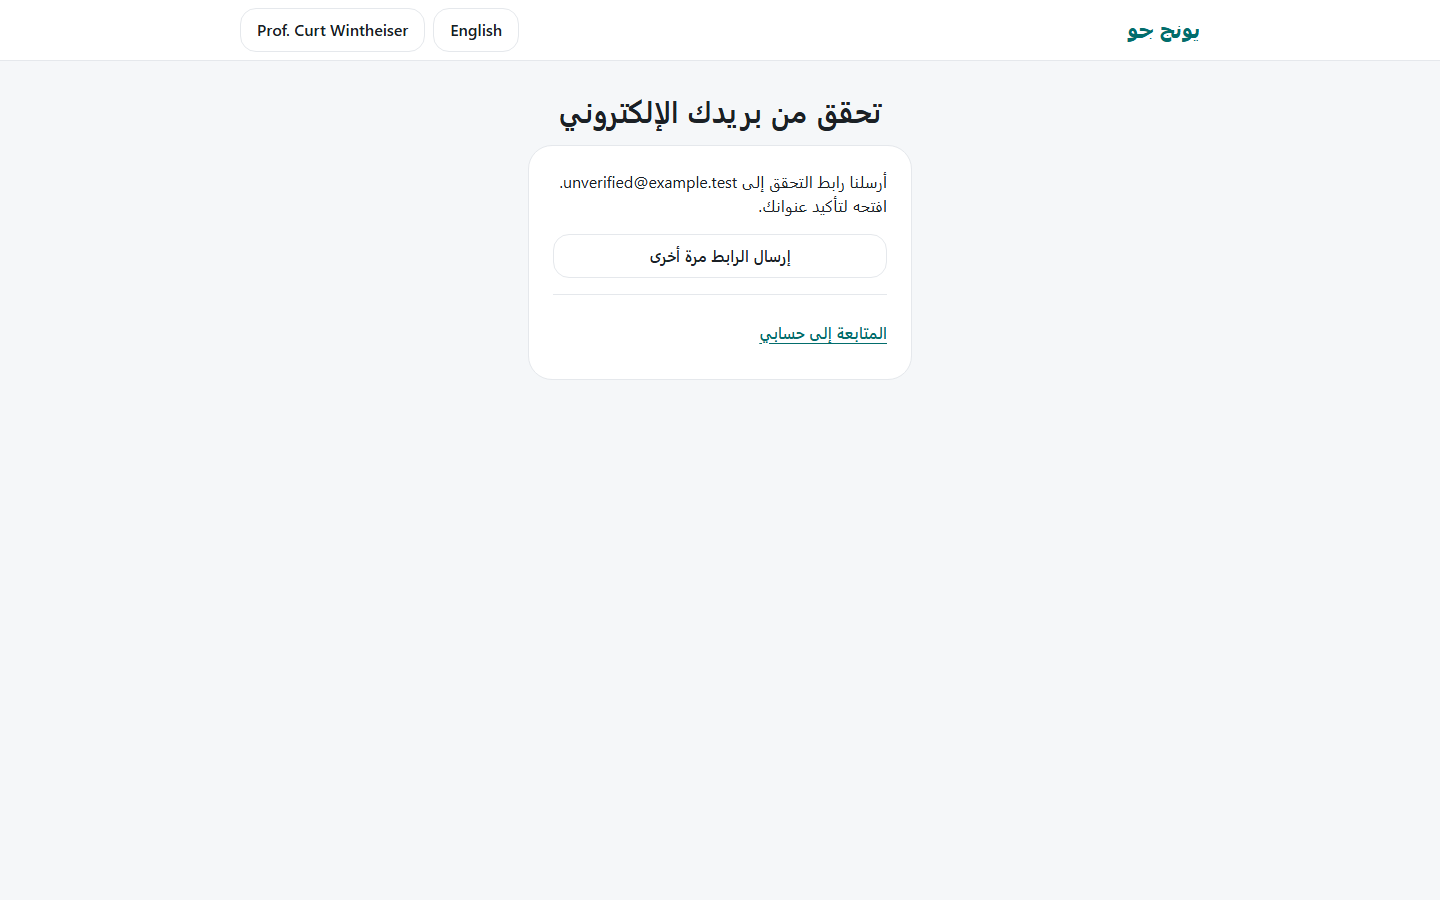 يونج جو
English
Prof. Curt Wintheiser
تحقق من بريدك الإلكتروني
أرسلنا رابط التحقق إلى unverified@example.test.
افتحه لتأكيد عنوانك.
إرسال الرابط مرة أخرى
المتابعة إلى حسابي